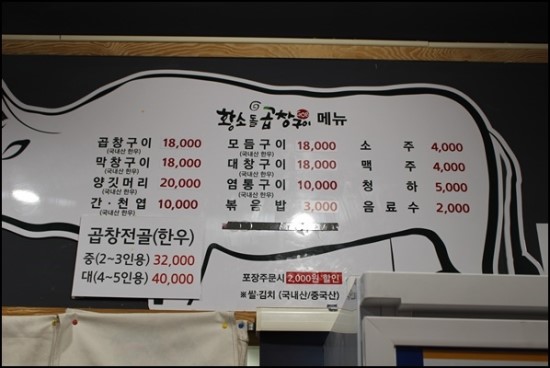 황소돌곱창구이 메뉴
곱창구이 18,000
(국내산 한우)
막창구이 18,000
(국내산 한우)
양깃머리 20,000
(국내산 한우)
간·천엽 10,000
(국내산 한우)
모듬구이 18,000
(국내산 한우)
대창구이 18,000
(국내산 한우)
염통구이 10,000
(국내산 한우)
볶음밥 3,000
소주 4,000
맥주 4,000
청하 5,000
음료수 2,000
곱창전골(한우)
중(2~3인용) 32,000
대(4~5인용) 40,000
포장주문시 2,000원 할인
※쌀·김치 (국내산/중국산)